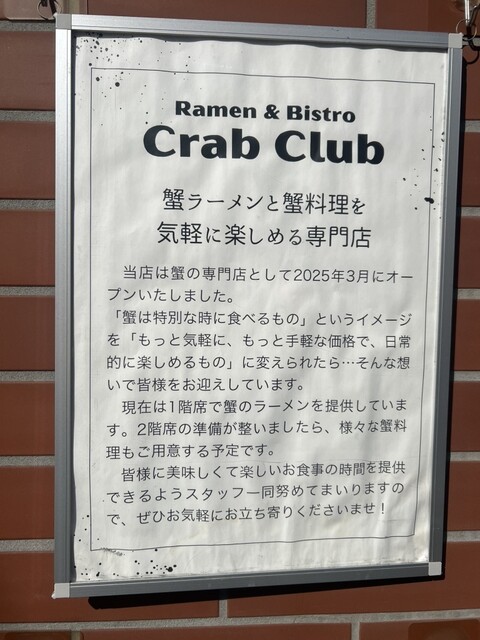 Ramen & Bistro
Crab Club
蟹ラーメンと蟹料理を
気軽に楽しめる専門店
当店は蟹の専門店として2025年3月にオー
プンいたしました。
「蟹は特別な時に食べるもの」というイメージ
を「もっと気軽に、もっと手軽な価格で、日常
的に楽しめるもの」に変えられたら…そんな想
いで皆様をお迎えしています。
現在は1階席で蟹のラーメンを提供していま
す。2階席の準備が整いましたら、様々な蟹料
理もご用意する予定です。
皆様に美味しくて楽しいお食事の時間を提供
できるようスタッフ一同努めてまいりますの
で、ぜひお気軽にお立ち寄りくださいませ！